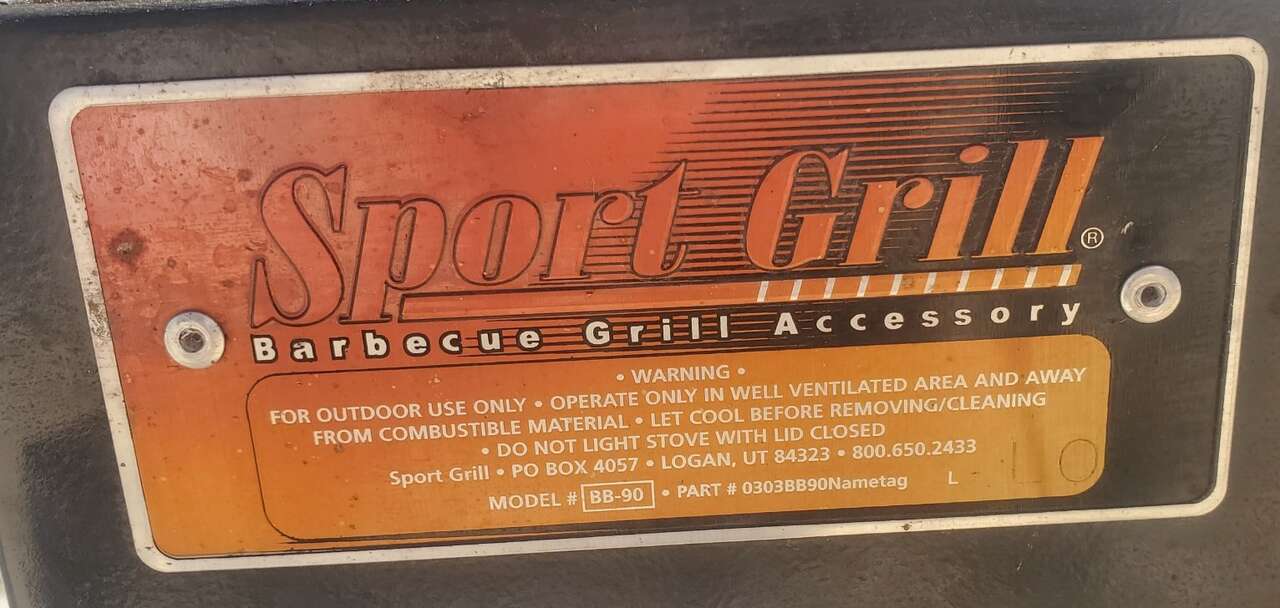 Sport Grill®
Barbecue Grill Accessory
• WARNING •
FOR OUTDOOR USE ONLY • OPERATE ONLY IN WELL VENTILATED AREA AND AWAY
FROM COMBUSTIBLE MATERIAL • LET COOL BEFORE REMOVING/CLEANING
• DO NOT LIGHT STOVE WITH LID CLOSED
Sport Grill • PO BOX 4057 • LOGAN, UT 84323 • 800.650.2433
MODEL # BB-90 • PART # 0303BB90Nametag L LO